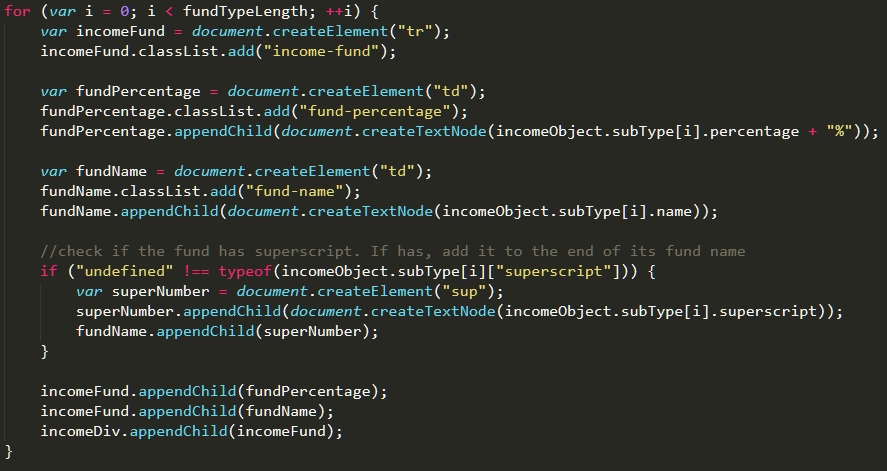 for (var i = 0; i < fundTypeLength; ++i) {
    var incomeFund = document.createElement("tr");
    incomeFund.classList.add("income-fund");

    var fundPercentage = document.createElement("td");
    fundPercentage.classList.add("fund-percentage");
    fundPercentage.appendChild(document.createTextNode(incomeObject.subType[i].percentage + "%"));

    var fundName = document.createElement("td");
    fundName.classList.add("fund-name");
    fundName.appendChild(document.createTextNode(incomeObject.subType[i].name));

    //check if the fund has superscript. If has, add it to the end of its fund name
    if ("undefined" !== typeof(incomeObject.subType[i]["superscript"])) {
        var superNumber = document.createElement("sup");
        superNumber.appendChild(document.createTextNode(incomeObject.subType[i].superscript));
        fundName.appendChild(superNumber);
    }

    incomeFund.appendChild(fundPercentage);
    incomeFund.appendChild(fundName);
    incomeDiv.appendChild(incomeFund);
}